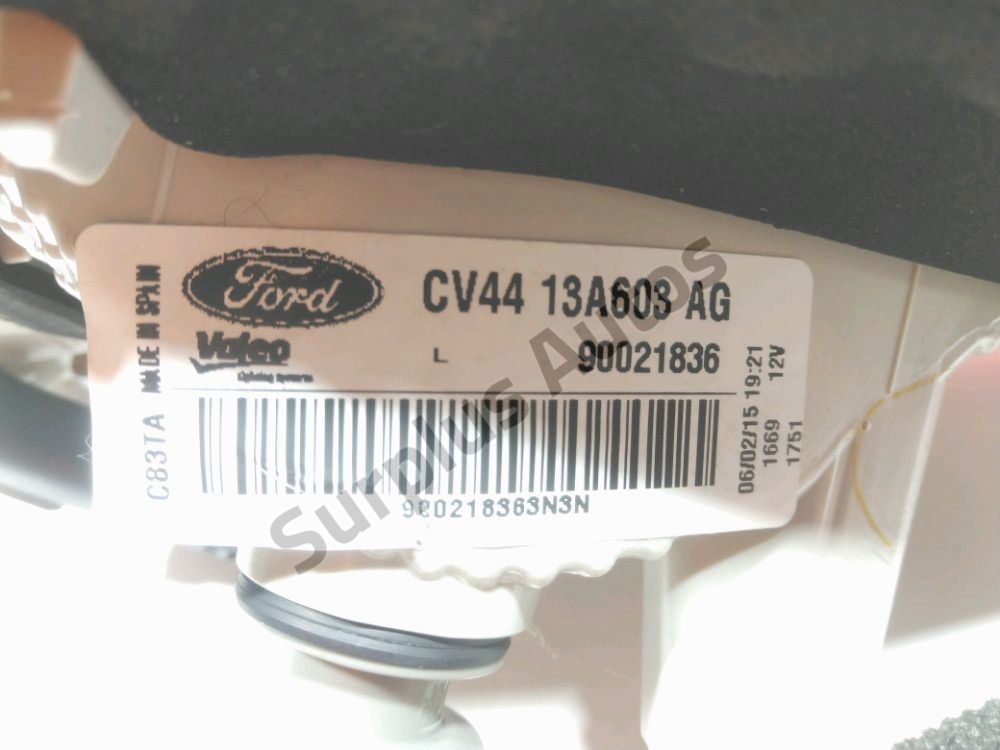 MADE IN SPAIN
C83TA
Ford
Valeo
Lighting Systems
CV44 13A603 AG
L 90021836
900218363N3N
06/02/15 19:21
1669 12V
1751
Surplus Autos